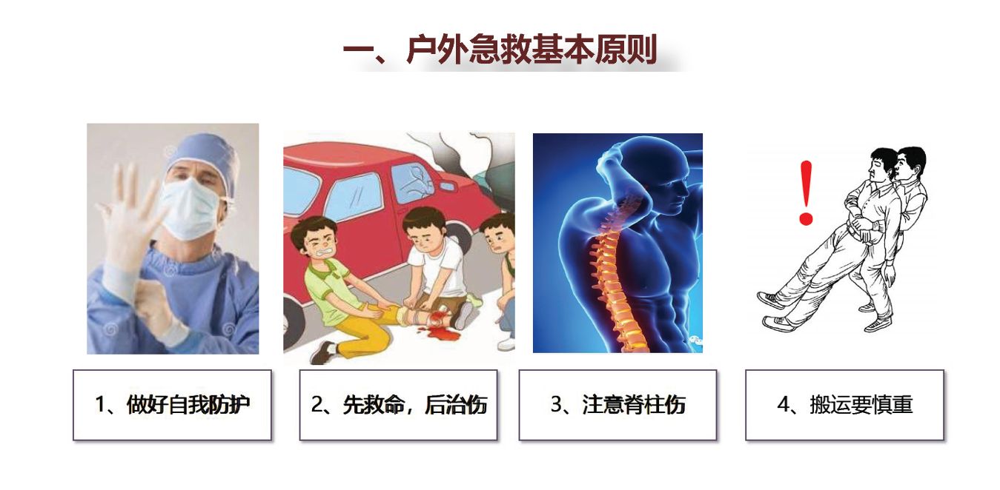 一、户外急救基本原则
1、做好自我防护
2、先救命，后治伤
3、注意脊柱伤
4、搬运要慎重